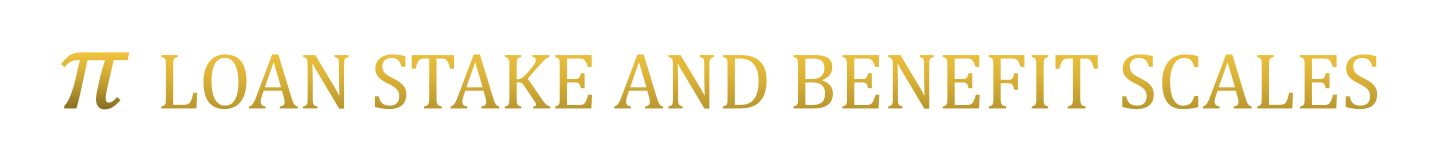 π LOAN STAKE AND BENEFIT SCALES